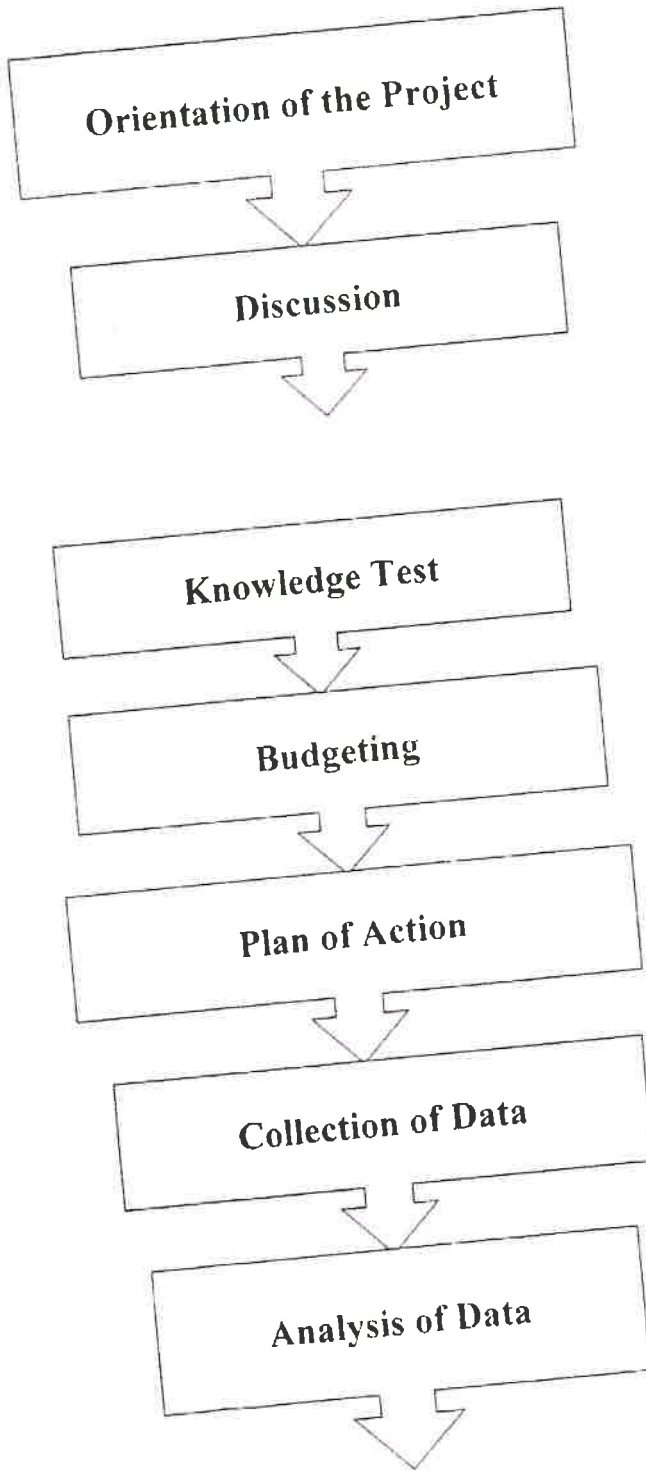 Orientation of the Project
Discussion
Knowledge Test
Budgeting
Plan of Action
Collection of Data
Analysis of Data